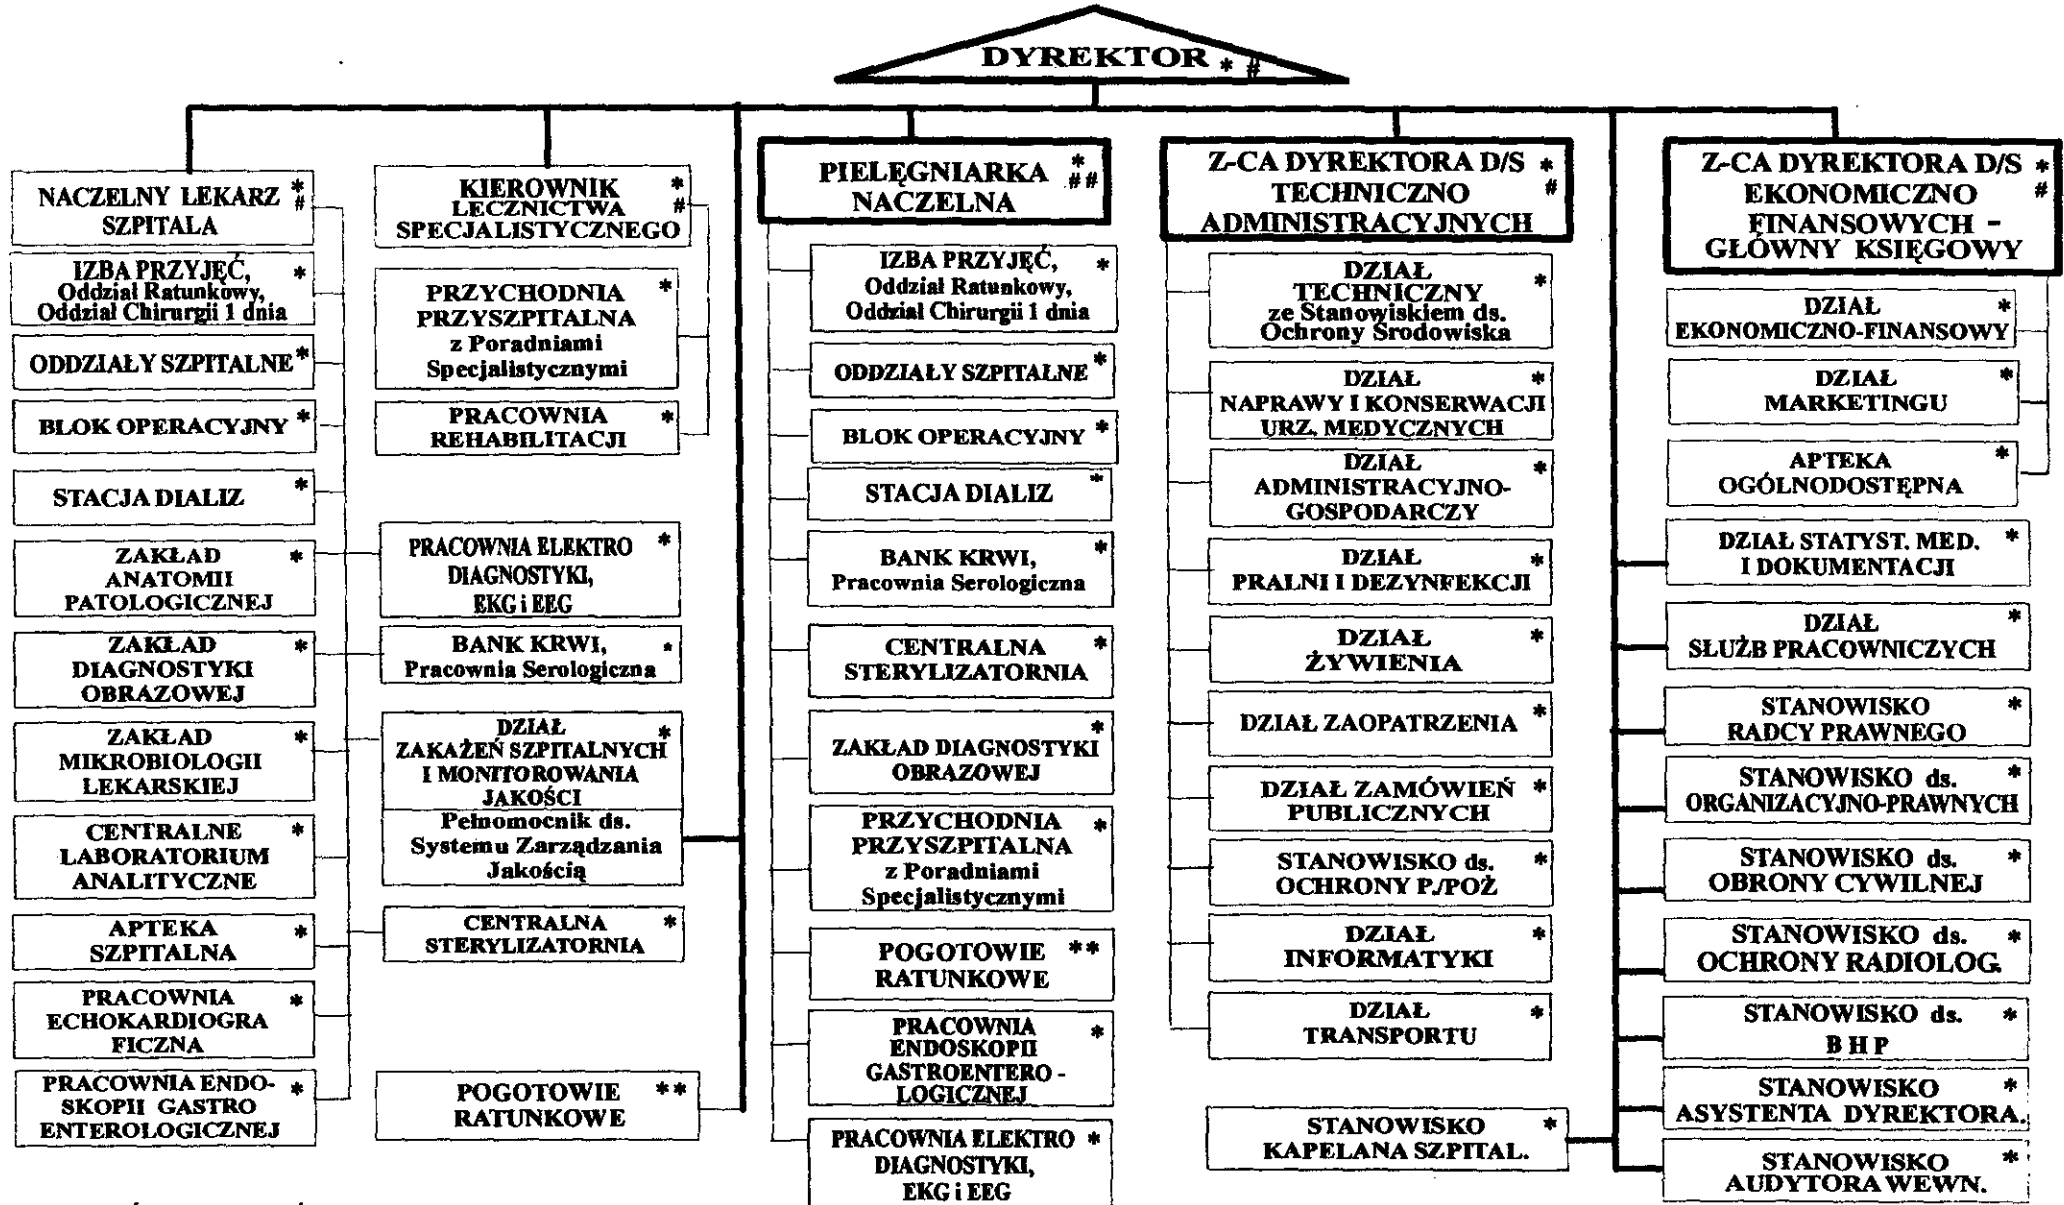 DYREKTOR * #
NACZELNY LEKARZ *
SZPITALA #
IZBA PRZYJĘĆ, *
Oddział Ratunkowy,
Oddział Chirurgii 1 dnia
ODDZIAŁY SZPITALNE *
BLOK OPERACYJNY *
STACJA DIALIZ *
ZAKŁAD *
ANATOMII
PATOLOGICZNEJ
ZAKŁAD *
DIAGNOSTYKI
OBRAZOWEJ
ZAKŁAD *
MIKROBIOLOGII
LEKARSKIEJ
CENTRALNE *
LABORATORIUM
ANALITYCZNE
APTEKA *
SZPITALNA
PRACOWNIA *
ECHOKARDIOGRA
FICZNA
PRACOWNIA ENDO- *
SKOPII GASTRO
ENTEROLOGICZNEJ
KIEROWNIK *
LECZNICTWA #
SPECJALISTYCZNEGO
PRZYCHODNIA *
PRZYSZPITALNA
z Poradniami
Specjalistycznymi
PRACOWNIA *
REHABILITACJI
PRACOWNIA ELEKTRO *
DIAGNOSTYKI,
EKG i EEG
BANK KRWI, *
Pracownia Serologiczna
DZIAŁ *
ZAKAŻEŃ SZPITALNYCH
I MONITOROWANIA
JAKOŚCI
Pełnomocnik ds.
Systemu Zarządzania
Jakością
CENTRALNA *
STERYLIZATORNIA
POGOTOWIE **
RATUNKOWE
PIELĘGNIARKA *
NACZELNA ##
IZBA PRZYJĘĆ, *
Oddział Ratunkowy,
Oddział Chirurgii 1 dnia
ODDZIAŁY SZPITALNE *
BLOK OPERACYJNY *
STACJA DIALIZ *
BANK KRWI, *
Pracownia Serologiczna
CENTRALNA *
STERYLIZATORNIA
ZAKŁAD DIAGNOSTYKI *
OBRAZOWEJ
PRZYCHODNIA *
PRZYSZPITALNA
z Poradniami
Specjalistycznymi
POGOTOWIE **
RATUNKOWE
PRACOWNIA *
ENDOSKOPII
GASTROENTERO -
LOGICZNEJ
PRACOWNIA ELEKTRO *
DIAGNOSTYKI,
EKG i EEG
Z-CA DYREKTORA D/S *
TECHNICZNO #
ADMINISTRACYJNYCH
DZIAŁ *
TECHNICZNY
ze Stanowiskiem ds.
Ochrony Srodowiska
DZIAŁ *
NAPRAWY I KONSERWACJI
URZ. MEDYCZNYCH
DZIAŁ *
ADMINISTRACYJNO-
GOSPODARCZY
DZIAŁ *
PRALNI I DEZYNFEKCJI
DZIAŁ *
ŻYWIENIA
DZIAŁ ZAOPATRZENIA *
DZIAŁ ZAMÓWIEŃ *
PUBLICZNYCH
STANOWISKO ds. *
OCHRONY P./POŻ
DZIAŁ *
INFORMATYKI
DZIAŁ *
TRANSPORTU
STANOWISKO *
KAPELANA SZPITAL.
Z-CA DYREKTORA D/S *
EKONOMICZNO #
FINANSOWYCH -
GŁÓWNY KSIĘGOWY
DZIAŁ *
EKONOMICZNO-FINANSOWY
DZIAŁ *
MARKETINGU
APTEKA *
OGÓLNODOSTĘPNA
DZIAŁ STATYST. MED. *
I DOKUMENTACJI
DZIAŁ *
SŁUŻB PRACOWNICZYCH
STANOWISKO *
RADCY PRAWNEGO
STANOWISKO ds. *
ORGANIZACYJNO-PRAWNYCH
STANOWISKO ds. *
OBRONY CYWILNEJ
STANOWISKO ds. *
OCHRONY RADIOLOG.
STANOWISKO ds. *
B H P
STANOWISKO *
ASYSTENTA DYREKTORA.
STANOWISKO *
AUDYTORA WEWN.